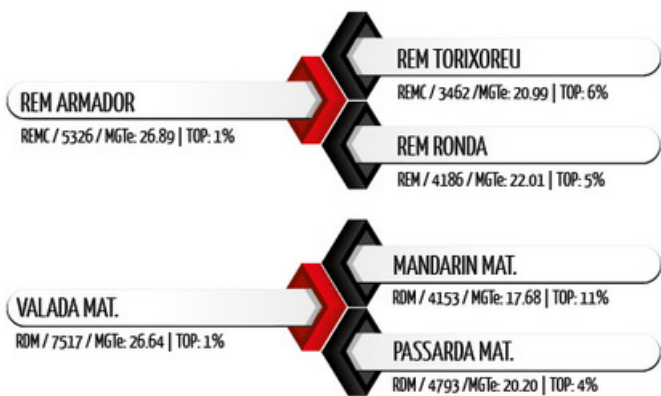 REM TORIXOREU
REMC / 3462 /MGTe: 20.99 | TOP: 6%
REM ARMADOR
REMC / 5326 / MGTe: 26.89 | TOP: 1%
REM RONDA
REM / 4186 / MGTe: 22.01 | TOP: 5%
MANDARIN MAT.
RDM / 4153 / MGTe: 17.68 | TOP: 11%
VALADA MAT.
RDM / 7517 / MGTe: 26.64 | TOP: 1%
PASSARDA MAT.
RDM / 4793 /MGTe: 20.20 | TOP: 4%